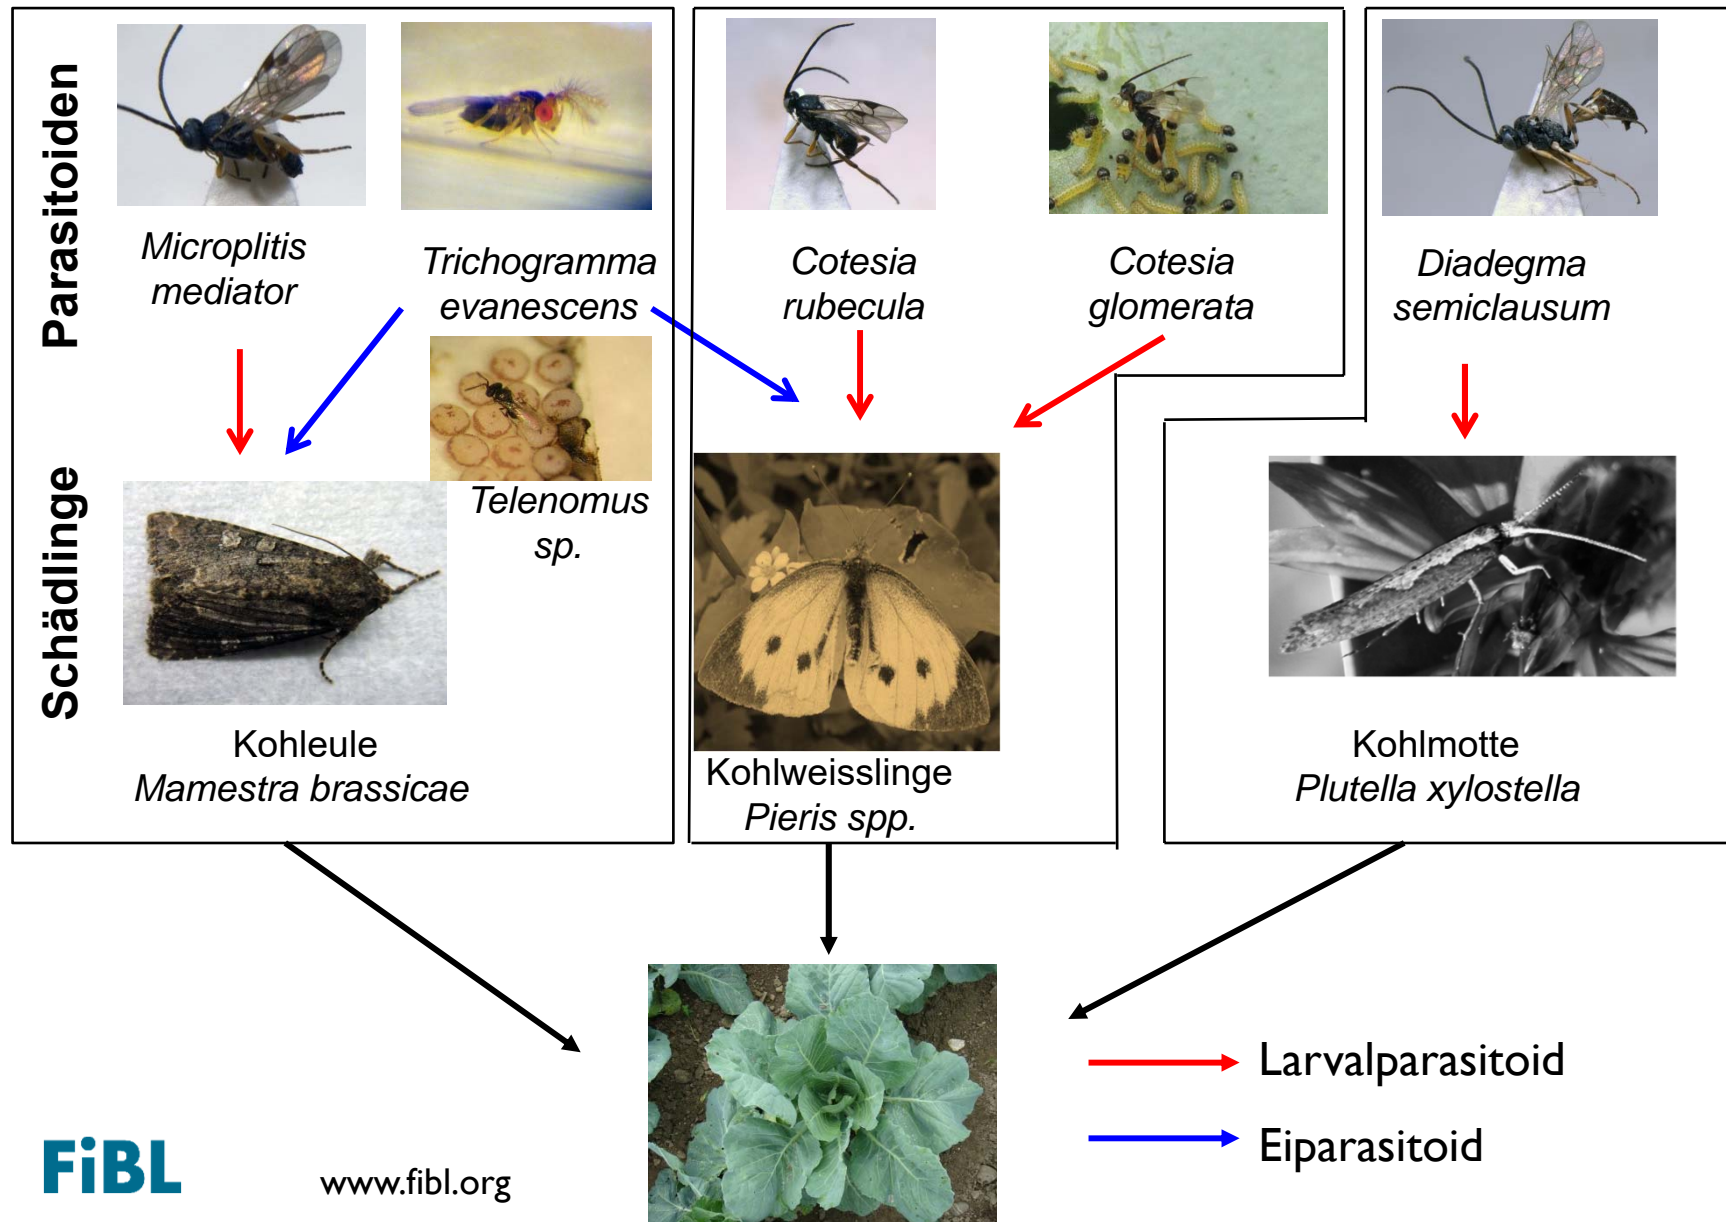 Parasitoiden
Microplitis
mediator
Trichogramma
evanescens
Cotesia
rubecula
Cotesia
glomerata
Diadegma
semiclausum
Telenomus
sp.
Schädlinge
Kohleule
Mamestra brassicae
Kohlweisslinge
Pieris spp.
Kohlmotte
Plutella xylostella
Larvalparasitoid
Eiparasitoid
FiBL
www.fibl.org